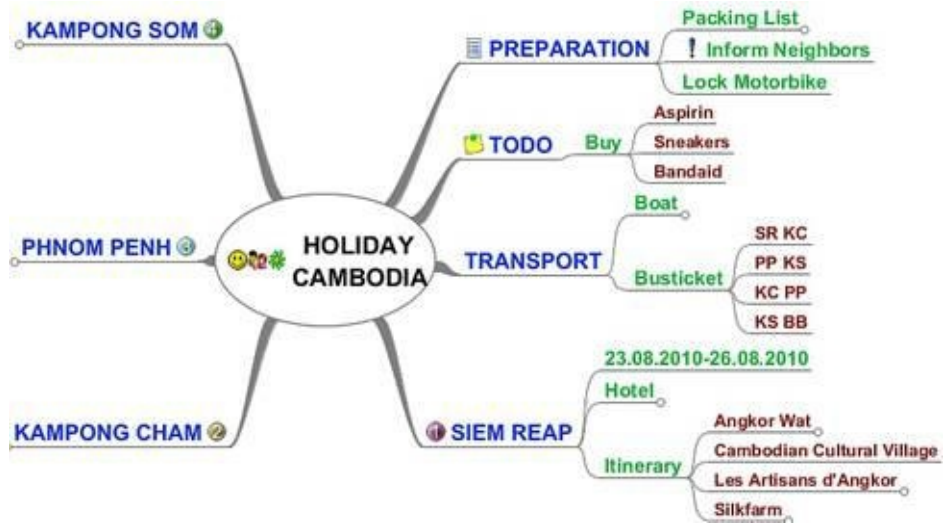 KAMPONG SOM
PHNOM PENH
KAMPONG CHAM
HOLIDAY
CAMBODIA
PREPARATION
Packing List
Inform Neighbors
Lock Motorbike
TODO
Buy
Aspirin
Sneakers
Bandaid
TRANSPORT
Boat
Busticket
SR KC
PP KS
KC PP
KS BB
1 SIEM REAP
23.08.2010-26.08.2010
Hotel
Itinerary
Angkor Wat
Cambodian Cultural Village
Les Artisans d'Angkor
Silkfarm